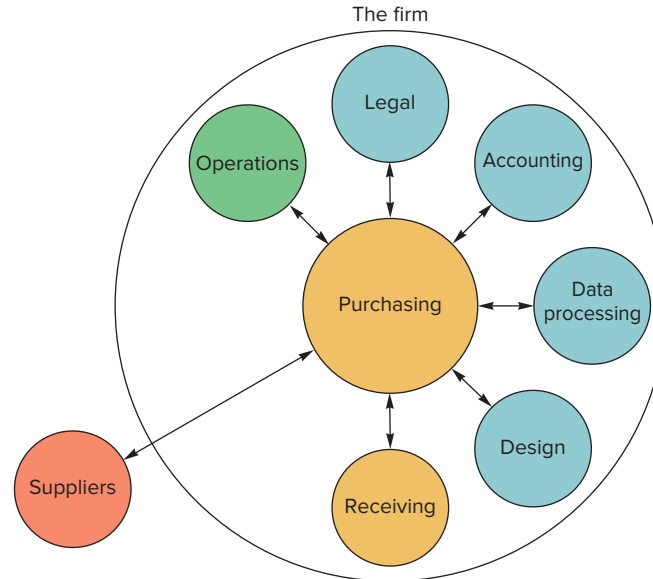 The firm
Legal
Operations
Accounting
Purchasing
Data
processing
Design
Suppliers
Receiving